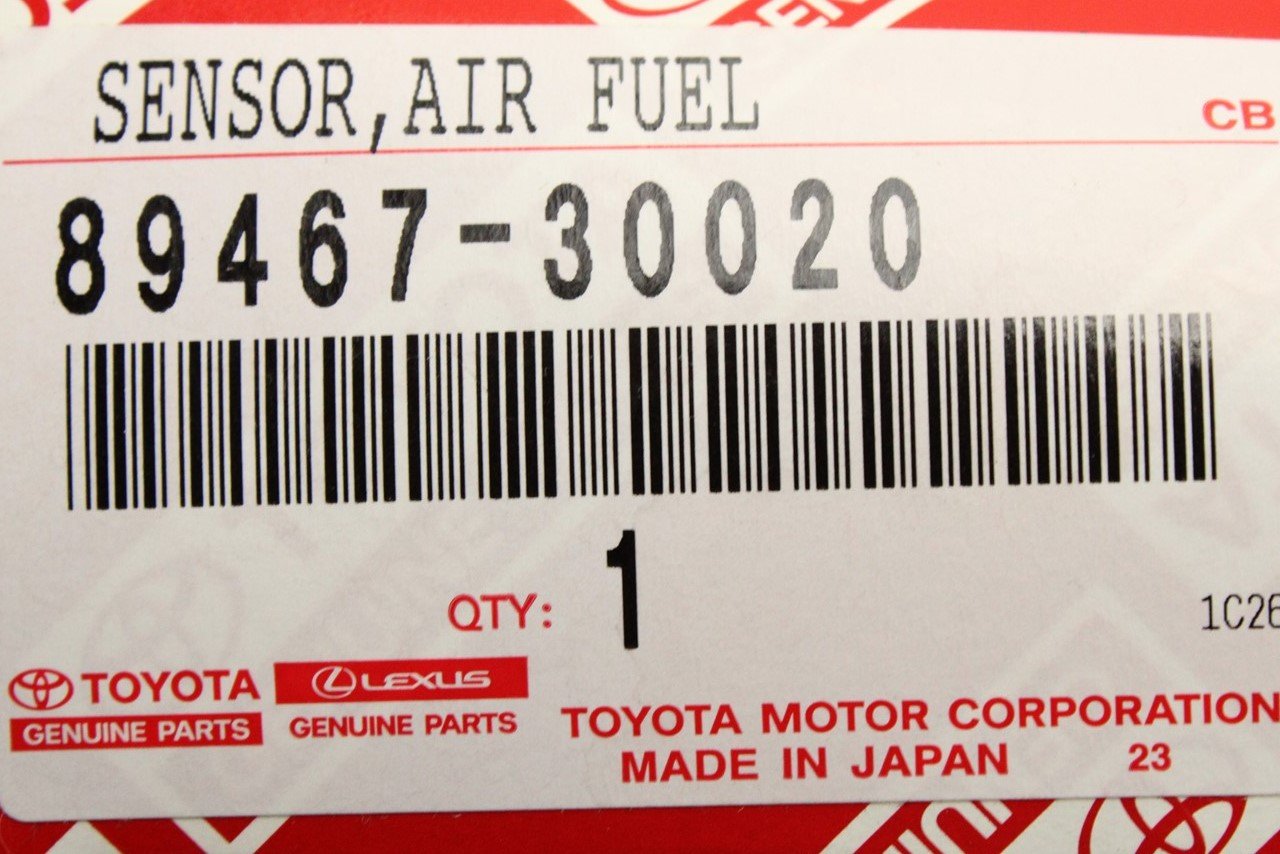 SENSOR,AIR FUEL
CB
89467-30020
QTY: 1
1C26
TOYOTA
GENUINE PARTS
LEXUS
GENUINE PARTS
TOYOTA MOTOR CORPORATION
MADE IN JAPAN 23